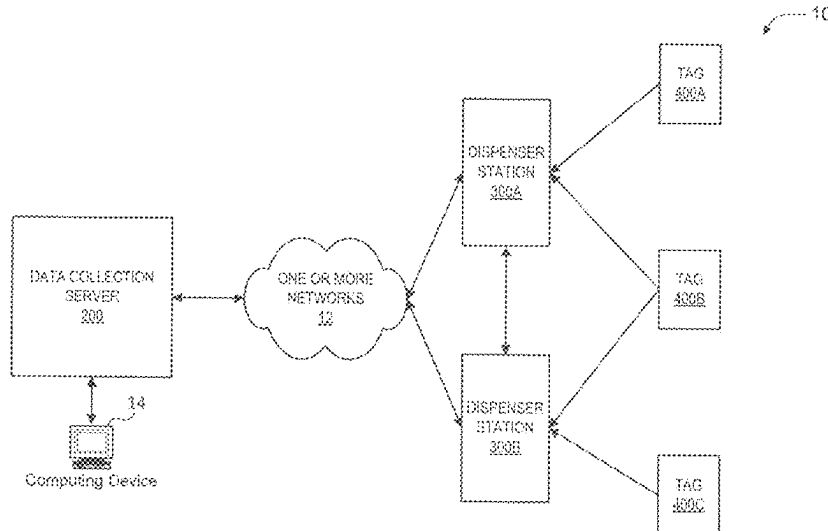 10
TAG
400A
DISPENSER
STATION
300A
DATA COLLECTION
SERVER
200
ONE OR MORE
NETWORKS
12
TAG
400B
DISPENSER
STATION
300B
14
Computing Device
TAG
400C